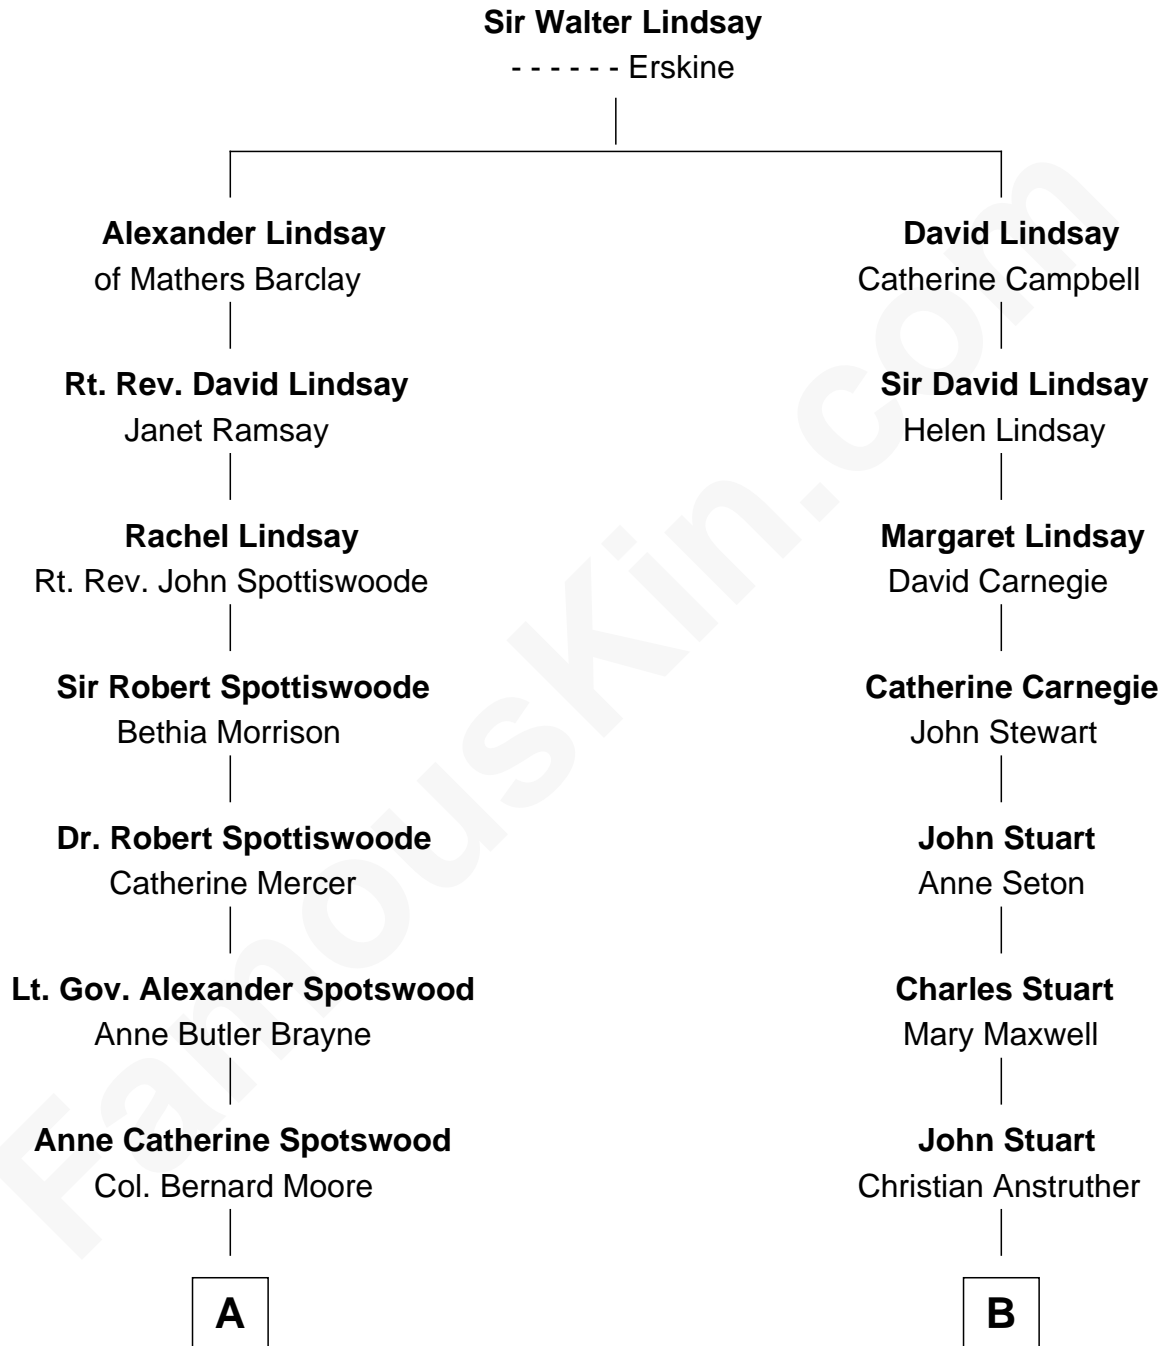 Sir Walter Lindsay
- - - - - - Erskine
Alexander Lindsay
of Mathers Barclay
David Lindsay
Catherine Campbell
Rt. Rev. David Lindsay
Janet Ramsay
Sir David Lindsay
Helen Lindsay
Rachel Lindsay
Rt. Rev. John Spottiswoode
Margaret Lindsay
David Carnegie
Sir Robert Spottiswoode
Bethia Morrison
Catherine Carnegie
John Stewart
Dr. Robert Spottiswoode
Catherine Mercer
John Stuart
Anne Seton
Lt. Gov. Alexander Spotswood
Anne Butler Brayne
Charles Stuart
Mary Maxwell
Anne Catherine Spotswood
Col. Bernard Moore
John Stuart
Christian Anstruther
A
B
FamousKin.com